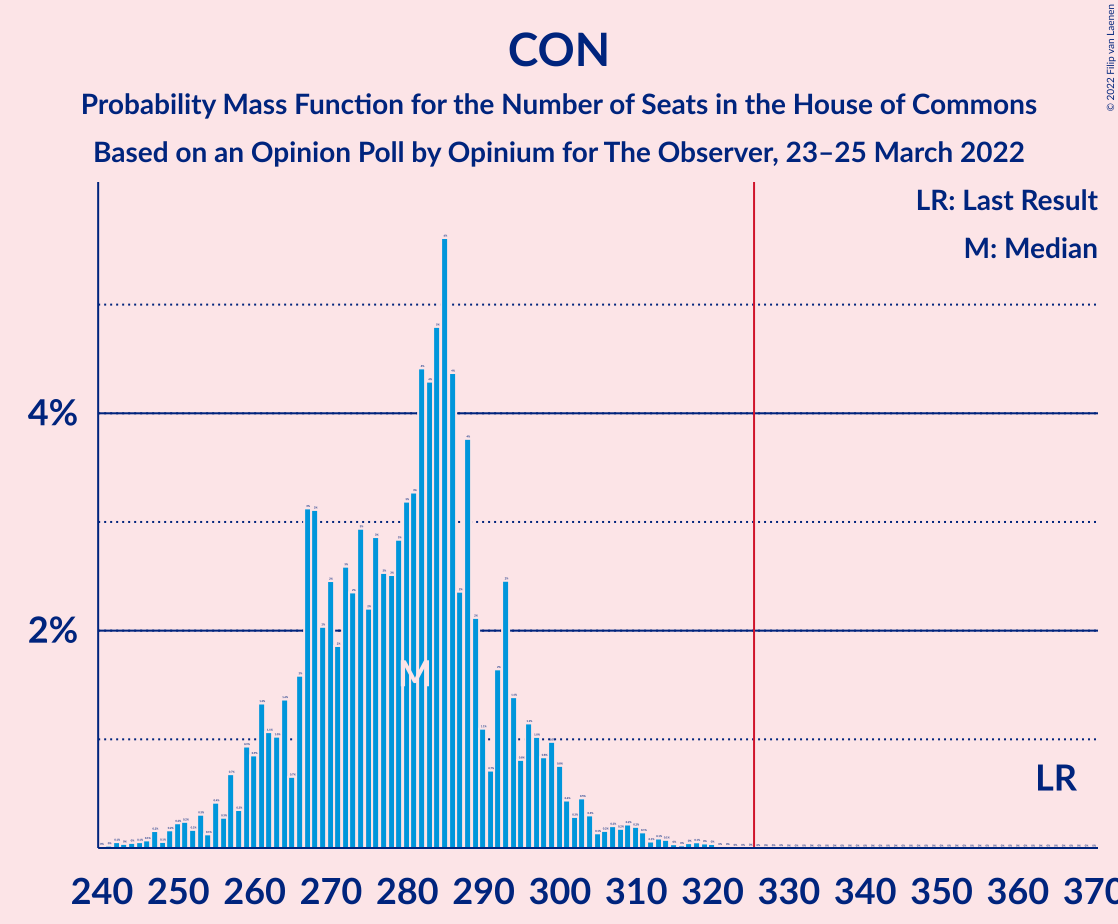 CON
Probability Mass Function for the Number of Seats in the House of Commons
Based on an Opinion Poll by Opinium for The Observer, 23–25 March 2022
© 2022 Filip van Laenen
LR: Last Result
M: Median
4%
2%
M
LR
240 250 260 270 280 290 300 310 320 330 340 350 360 370